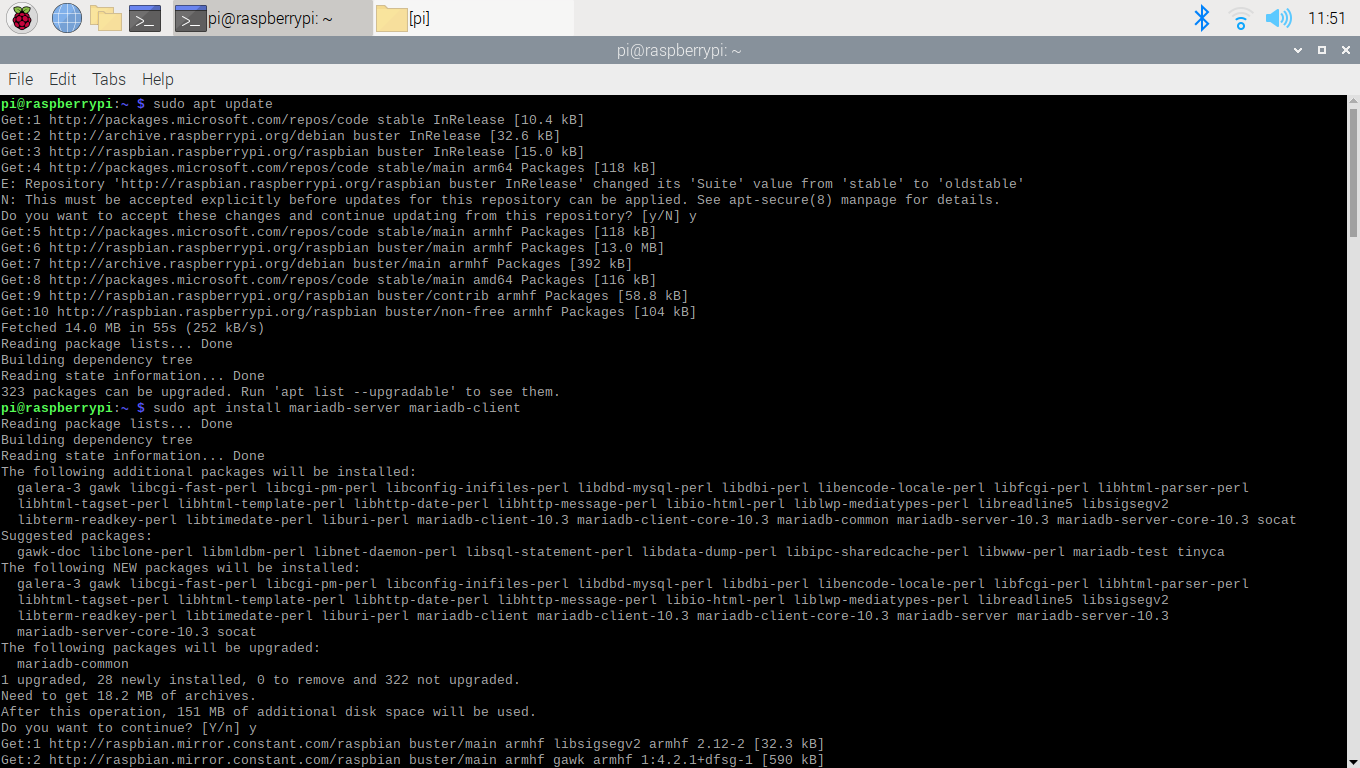 pi@raspberrypi: ~
[pi]
11:51
pi@raspberrypi: ~
File Edit Tabs Help
pi@raspberrypi:~ $ sudo apt update
Get:1 http://packages.microsoft.com/repos/code stable InRelease [10.4 kB]
Get:2 http://archive.raspberrypi.org/debian buster InRelease [32.6 kB]
Get:3 http://raspbian.raspberrypi.org/raspbian buster InRelease [15.0 kB]
Get:4 http://packages.microsoft.com/repos/code stable/main arm64 Packages [118 kB]
E: Repository 'http://raspbian.raspberrypi.org/raspbian buster InRelease' changed its 'Suite' value from 'stable' to 'oldstable'
N: This must be accepted explicitly before updates for this repository can be applied. See apt-secure(8) manpage for details.
Do you want to accept these changes and continue updating from this repository? [y/N] y
Get:5 http://packages.microsoft.com/repos/code stable/main armhf Packages [118 kB]
Get:6 http://raspbian.raspberrypi.org/raspbian buster/main armhf Packages [13.0 MB]
Get:7 http://archive.raspberrypi.org/debian buster/main armhf Packages [392 kB]
Get:8 http://packages.microsoft.com/repos/code stable/main amd64 Packages [116 kB]
Get:9 http://raspbian.raspberrypi.org/raspbian buster/contrib armhf Packages [58.8 kB]
Get:10 http://raspbian.raspberrypi.org/raspbian buster/non-free armhf Packages [104 kB]
Fetched 14.0 MB in 55s (252 kB/s)
Reading package lists... Done
Building dependency tree
Reading state information... Done
323 packages can be upgraded. Run 'apt list --upgradable' to see them.
pi@raspberrypi:~ $ sudo apt install mariadb-server mariadb-client
Reading package lists... Done
Building dependency tree
Reading state information... Done
The following additional packages will be installed:
galera-3 gawk libcgi-fast-perl libcgi-pm-perl libconfig-inifiles-perl libdbd-mysql-perl libdbi-perl libencode-locale-perl libfcgi-perl libhtml-parser-perl
libhtml-tagset-perl libhtml-template-perl libhttp-date-perl libhttp-message-perl libio-html-perl liblwp-mediatypes-perl libreadline5 libsigsegv2
libterm-readkey-perl libtimedate-perl liburi-perl mariadb-client-10.3 mariadb-client-core-10.3 mariadb-common mariadb-server-10.3 mariadb-server-core-10.3 socat
Suggested packages:
gawk-doc libclone-perl libmldbm-perl libnet-daemon-perl libsql-statement-perl libdata-dump-perl libipc-sharedcache-perl libwww-perl mariadb-test tinyca
The following NEW packages will be installed:
galera-3 gawk libcgi-fast-perl libcgi-pm-perl libconfig-inifiles-perl libdbd-mysql-perl libdbi-perl libencode-locale-perl libfcgi-perl libhtml-parser-perl
libhtml-tagset-perl libhtml-template-perl libhttp-date-perl libhttp-message-perl libio-html-perl liblwp-mediatypes-perl libreadline5 libsigsegv2
libterm-readkey-perl libtimedate-perl liburi-perl mariadb-client mariadb-client-10.3 mariadb-client-core-10.3 mariadb-server mariadb-server-10.3
mariadb-server-core-10.3 socat
The following packages will be upgraded:
mariadb-common
1 upgraded, 28 newly installed, 0 to remove and 322 not upgraded.
Need to get 18.2 MB of archives.
After this operation, 151 MB of additional disk space will be used.
Do you want to continue? [Y/n] y
Get:1 http://raspbian.mirror.constant.com/raspbian buster/main armhf libsigsegv2 armhf 2.12-2 [32.3 kB]
Get:2 http://raspbian.mirror.constant.com/raspbian buster/main armhf gawk armhf 1:4.2.1+dfsg-1 [590 kB]